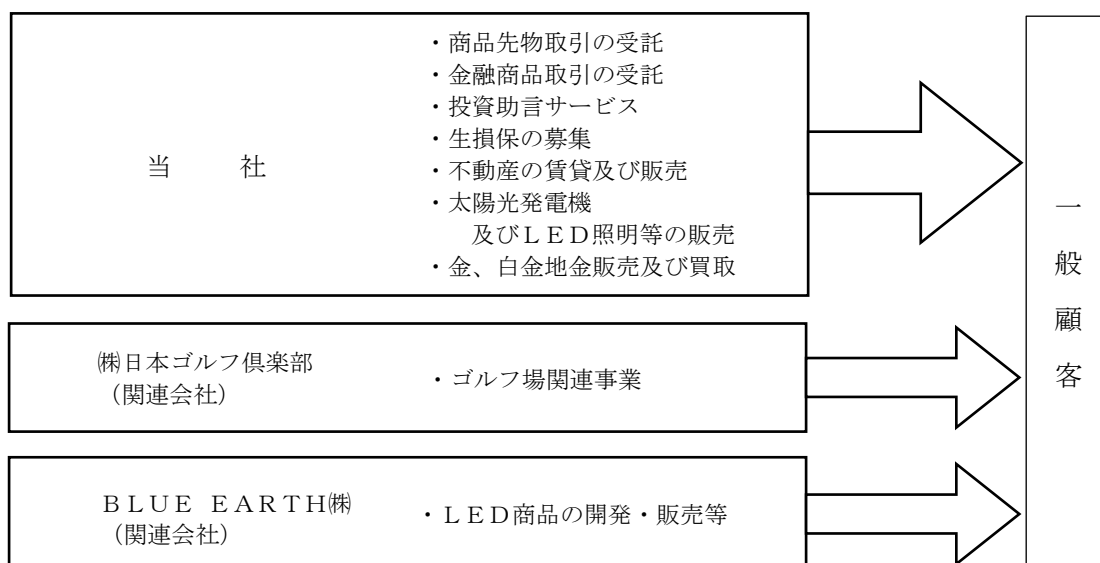 当 社
・商品先物取引の受託
・金融商品取引の受託
・投資助言サービス
・生損保の募集
・不動産の賃貸及び販売
・太陽光発電機
及びＬＥＤ照明等の販売
・金、白金地金販売及び買取
㈱日本ゴルフ倶楽部
（関連会社）
・ゴルフ場関連事業
ＢＬＵＥ ＥＡＲＴＨ㈱
（関連会社）
・ＬＥＤ商品の開発・販売等
一般顧客